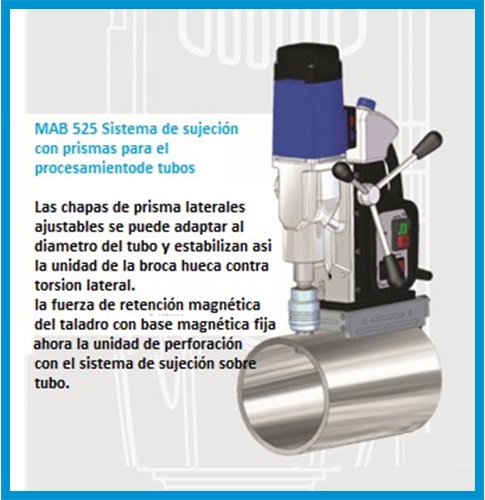 MAB 525 Sistema de sujeción
con prismas para el
procesamientode tubos
Las chapas de prisma laterales
ajustables se puede adaptar al
diametro del tubo y estabilizan asi
la unidad de la broca hueca contra
torsion lateral.
la fuerza de retención magnética
del taladro con base magnética fija
ahora la unidad de perforación
con el sistema de sujeción sobre
tubo.